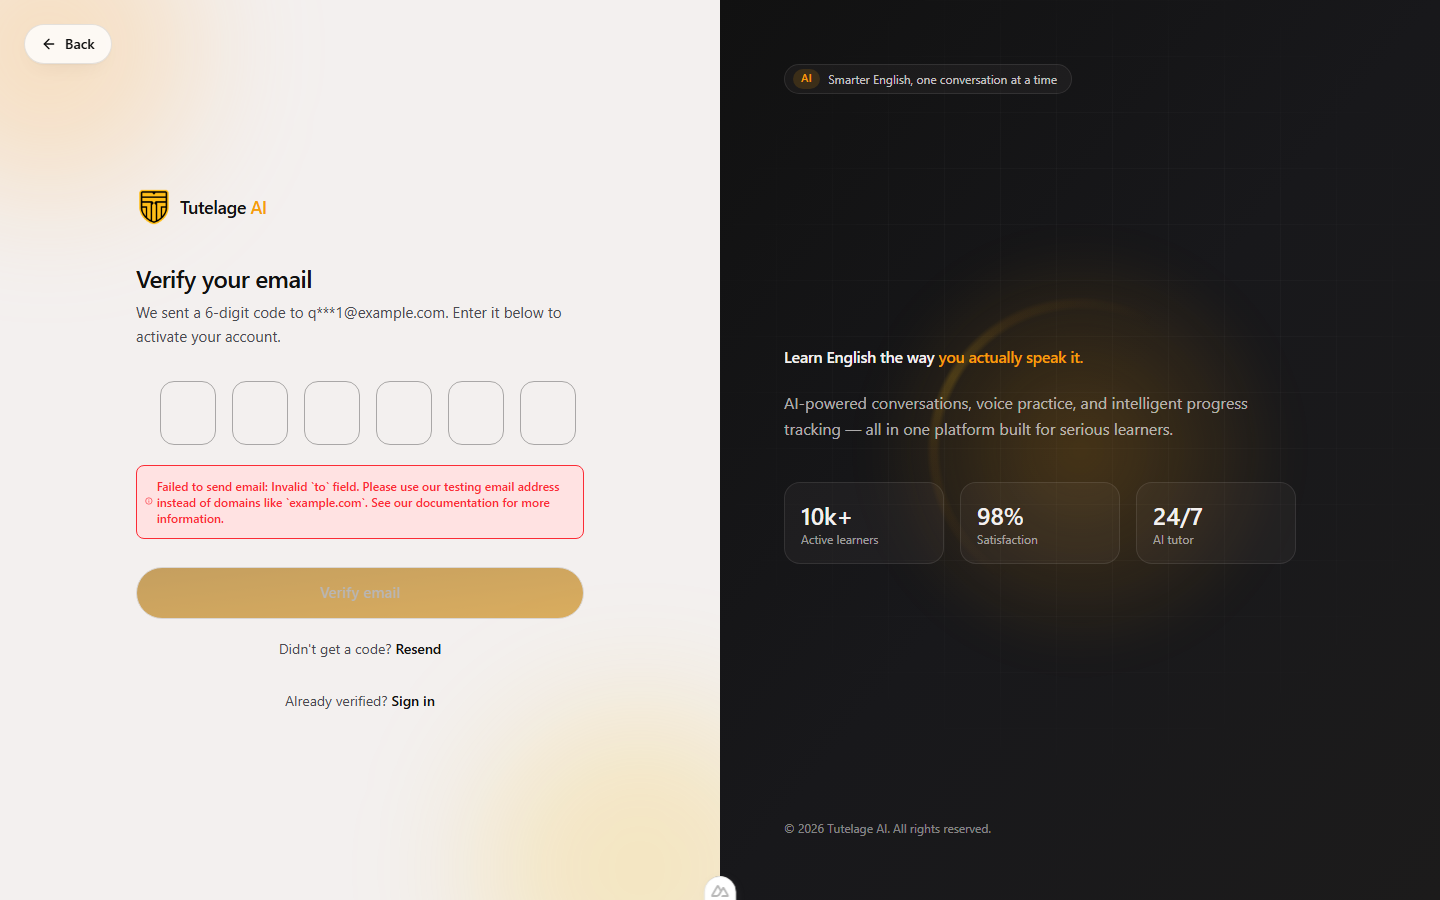 Back
Tutelage AI
Verify your email
We sent a 6-digit code to q***1@example.com. Enter it below to
activate your account.
Failed to send email: Invalid `to` field. Please use our testing email address
instead of domains like `example.com`. See our documentation for more
information.
Verify email
Didn't get a code? Resend
Already verified? Sign in
AI Smarter English, one conversation at a time
Learn English the way you actually speak it.
AI-powered conversations, voice practice, and intelligent progress
tracking — all in one platform built for serious learners.
10k+
Active learners
98%
Satisfaction
24/7
AI tutor
© 2026 Tutelage AI. All rights reserved.